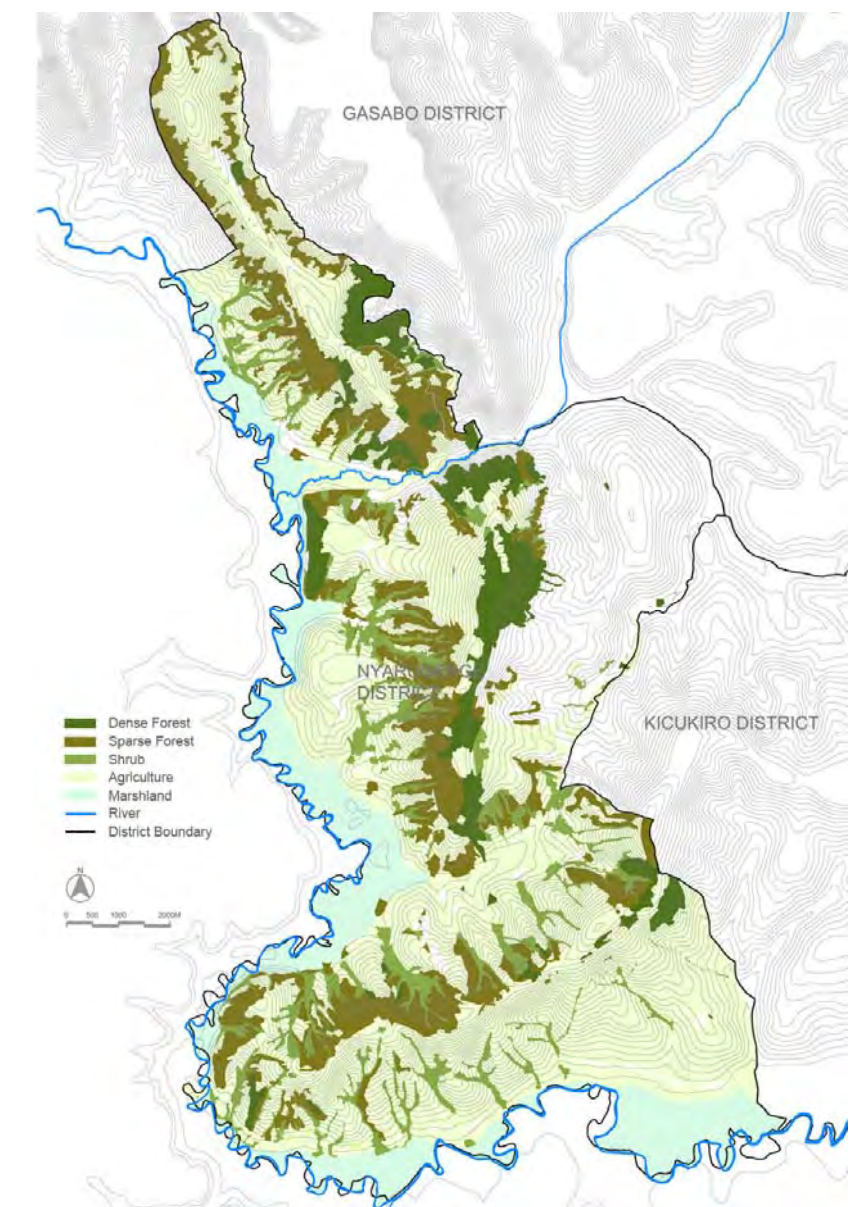 GASABO DISTRICT
DISTRICT
KICUKIRO DISTRICT
Dense Forest
Sparse Forest
Shrub
Agriculture
Marshland
River
District Boundary
N
0 500 1000 2000M